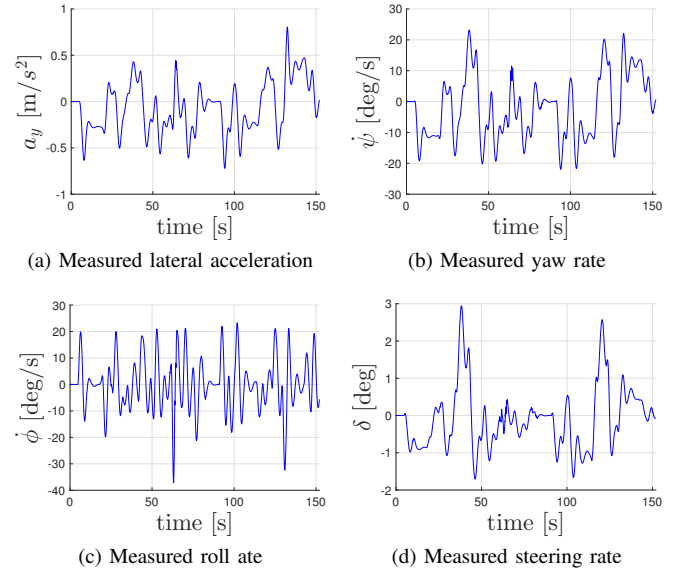 1
0.5
0
-0.5
-1
a_y [m/s^2]
0 50 100 150
time [s]
(a) Measured lateral acceleration
30
20
10
0
-10
-20
-30
ψ̇ [deg/s]
0 50 100 150
time [s]
(b) Measured yaw rate
30
20
10
0
-10
-20
-30
-40
ϕ̇ [deg/s]
0 50 100 150
time [s]
(c) Measured roll ate
3
2
1
0
-1
-2
δ [deg]
0 50 100 150
time [s]
(d) Measured steering rate